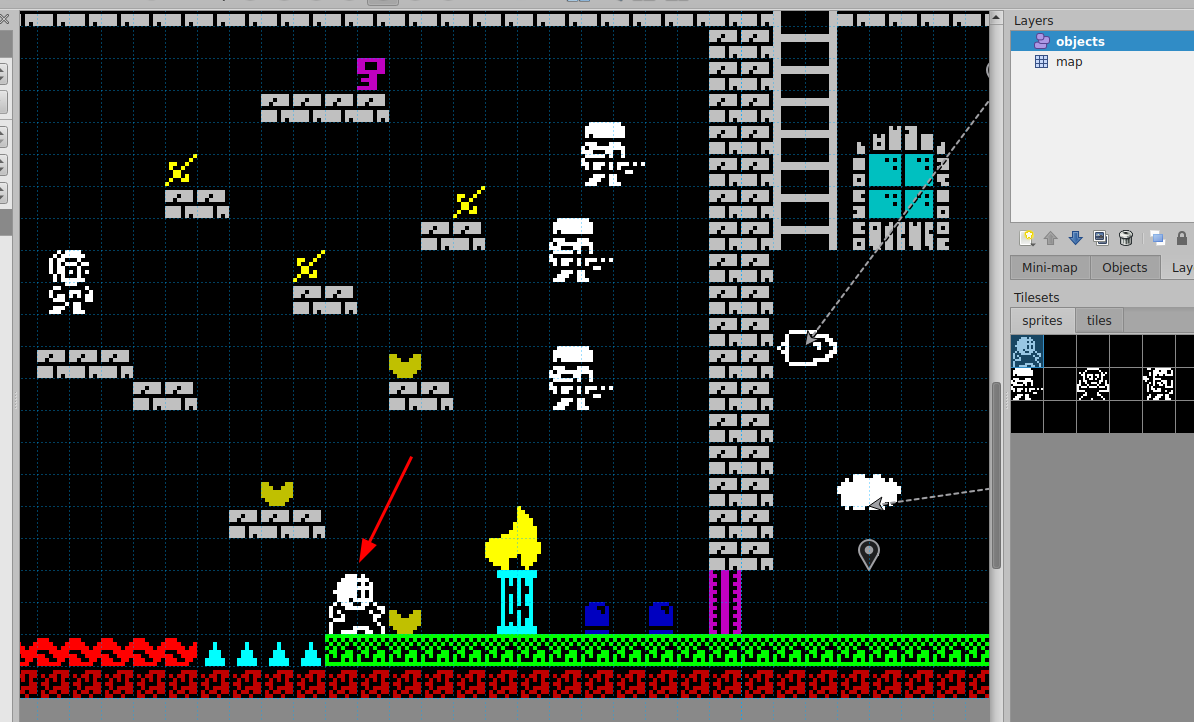 Layers
objects
map
Mini-map
Objects
Lay
Tilesets
sprites
tiles